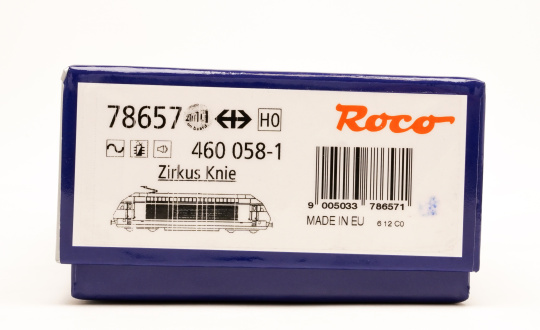 78657 H0 Roco
460 058-1
Zirkus Knie
9 005033 786571
MADE IN EU 6 12 C0